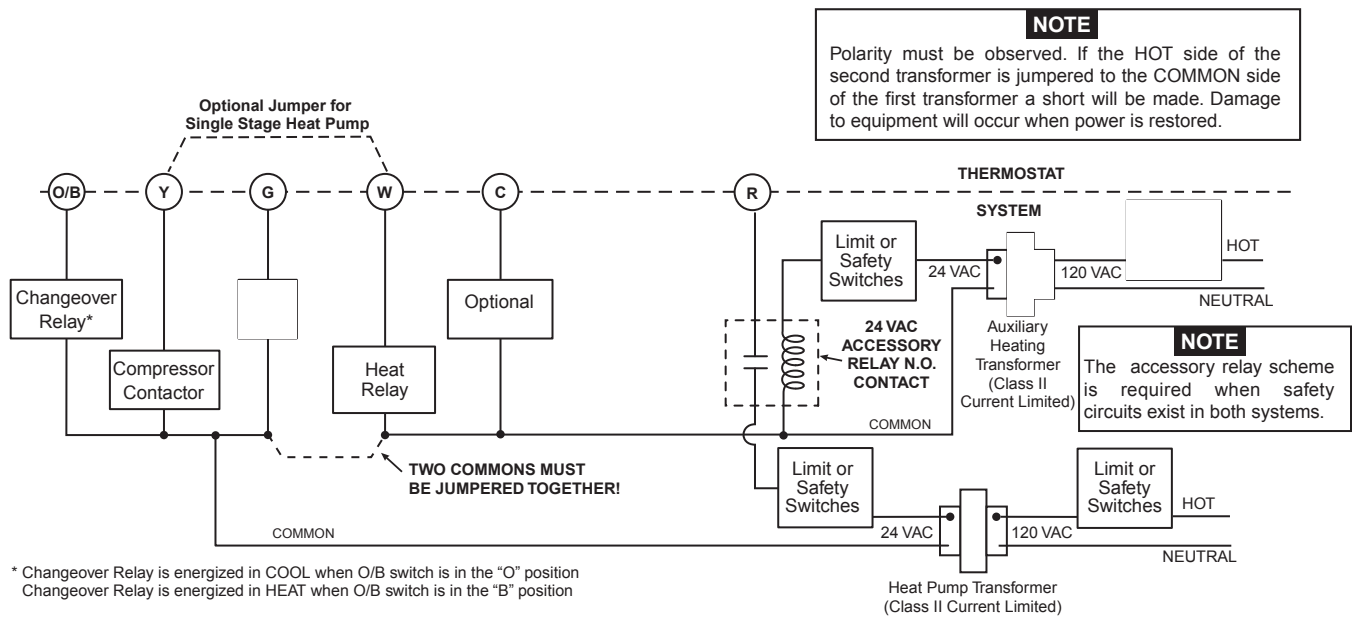 NOTE
Polarity must be observed. If the HOT side of the
second transformer is jumpered to the COMMON side
of the first transformer a short will be made. Damage
to equipment will occur when power is restored.
Optional Jumper for
Single Stage Heat Pump
O/B
Y
G
W
C
R
THERMOSTAT
SYSTEM
Changeover
Relay*
Compressor
Contactor
Heat
Relay
Optional
24 VAC
ACCESSORY
RELAY N.O.
CONTACT
Limit or
Safety
Switches
24 VAC
120 VAC
HOT
NEUTRAL
Auxiliary
Heating
Transformer
(Class II
Current Limited)
NOTE
The accessory relay scheme
is required when safety
circuits exist in both systems.
COMMON
TWO COMMONS MUST
BE JUMPERED TOGETHER!
COMMON
Limit or
Safety
Switches
24 VAC
120 VAC
Limit or
Safety
Switches
HOT
NEUTRAL
Heat Pump Transformer
(Class II Current Limited)
* Changeover Relay is energized in COOL when O/B switch is in the “O” position
Changeover Relay is energized in HEAT when O/B switch is in the “B” position